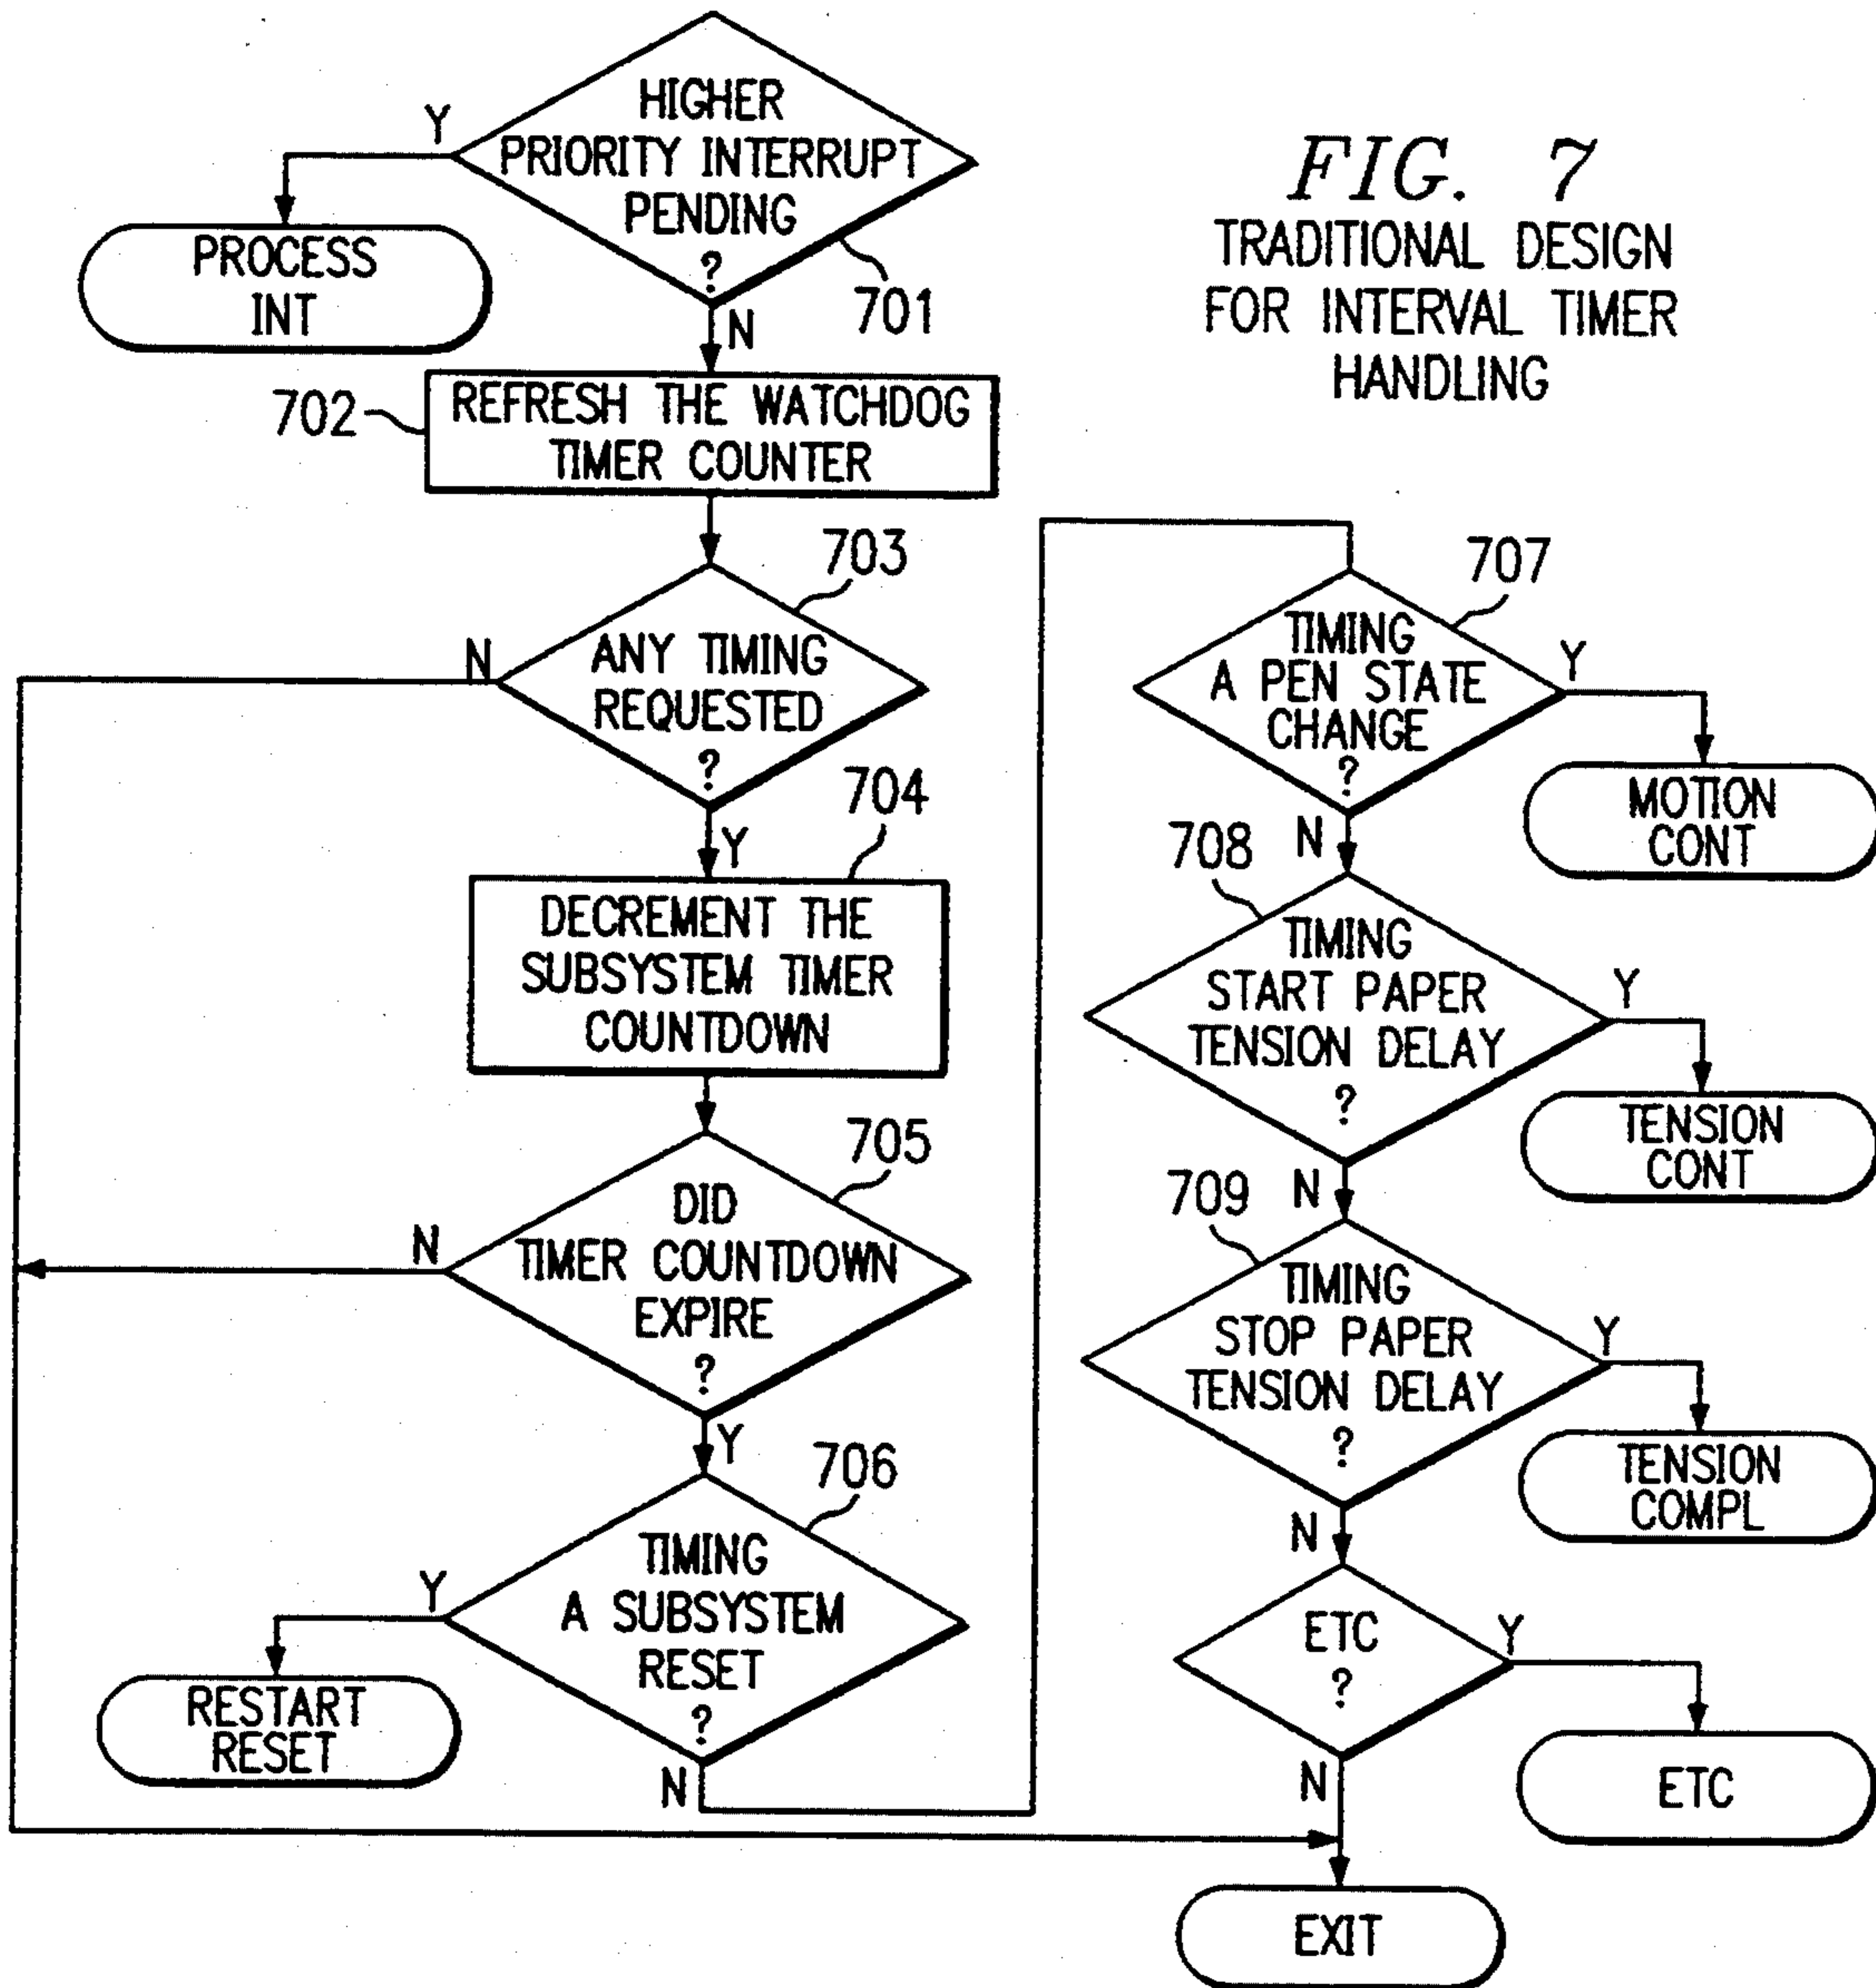 HIGHER
PRIORITY INTERRUPT
PENDING
?
Y
701
N
PROCESS
INT
FIG. 7
TRADITIONAL DESIGN
FOR INTERVAL TIMER
HANDLING
702
REFRESH THE WATCHDOG
TIMER COUNTER
703
ANY TIMING
REQUESTED
?
N
Y
704
DECREMENT THE
SUBSYSTEM TIMER
COUNTDOWN
705
DID
TIMER COUNTDOWN
EXPIRE
?
N
Y
706
TIMING
A SUBSYSTEM
RESET
?
Y
N
RESTART
RESET
707
TIMING
A PEN STATE
CHANGE
?
Y
N
MOTION
CONT
708
TIMING
START PAPER
TENSION DELAY
?
Y
N
TENSION
CONT
709
TIMING
STOP PAPER
TENSION DELAY
?
Y
N
TENSION
COMPL
ETC
?
Y
N
ETC
EXIT